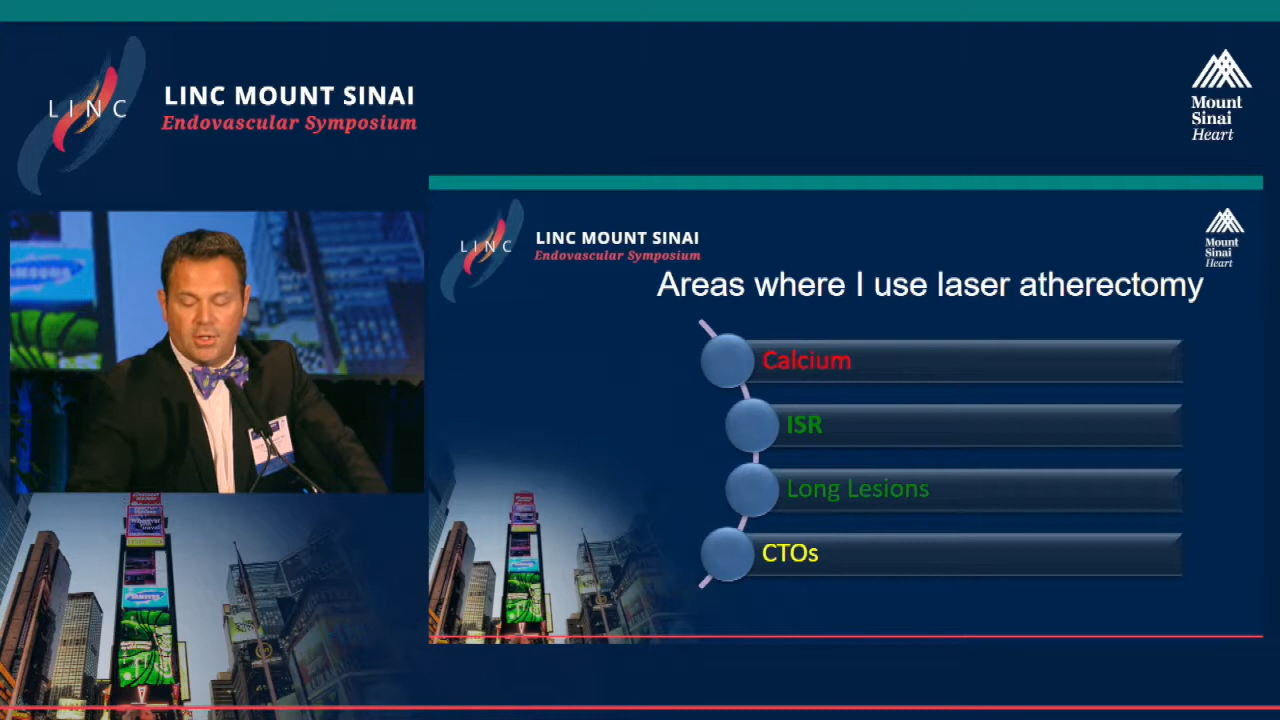 LINC
LINC MOUNT SINAI
Endovascular Symposium
Mount
Sinai
Heart
SAMSUNG
LINC
LINC MOUNT SINAI
Endovascular Symposium
Mount
Sinai
Heart
Areas where I use laser atherectomy
Calcium
ISR
Long Lesions
CTOs